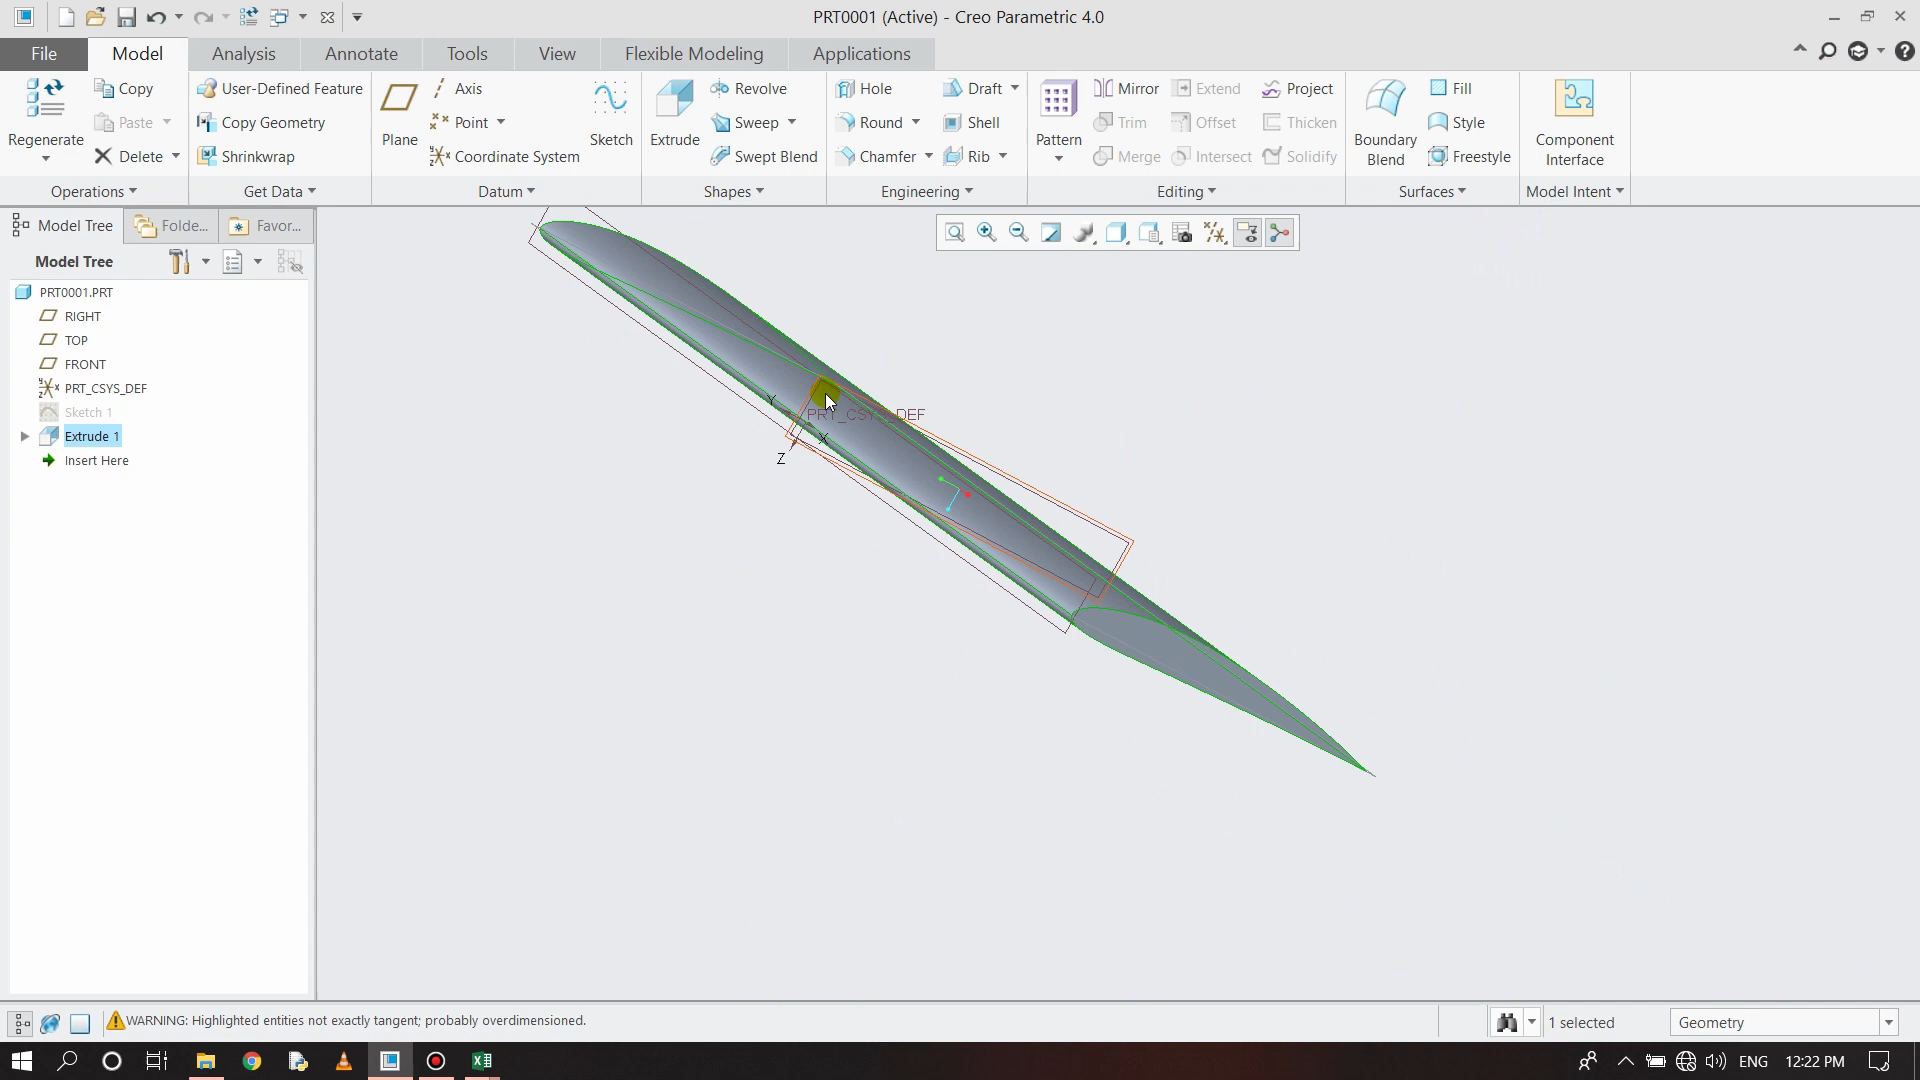 PRT0001 (Active) - Creo Parametric 4.0
File Model Analysis Annotate Tools View Flexible Modeling Applications
Regenerate Copy Paste Delete Operations
User-Defined Feature Copy Geometry Shrinkwrap Get Data
Plane Axis Point Coordinate System Sketch Datum
Extrude Revolve Sweep Swept Blend Shapes
Hole Round Chamfer Draft Shell Rib Engineering
Pattern Mirror Trim Merge Extend Offset Intersect Project Thicken Solidify Editing
Boundary Blend Fill Style Freestyle Surfaces
Component Interface Model Intent
Model Tree Folde... Favor...
Model Tree
PRT0001.PRT
RIGHT
TOP
FRONT
PRT_CSYS_DEF
Sketch 1
Extrude 1
Insert Here
Y
PRT_CSYS_DEF
X
Z
WARNING: Highlighted entities not exactly tangent; probably overdimensioned.
1 selected
Geometry
ENG 12:22 PM